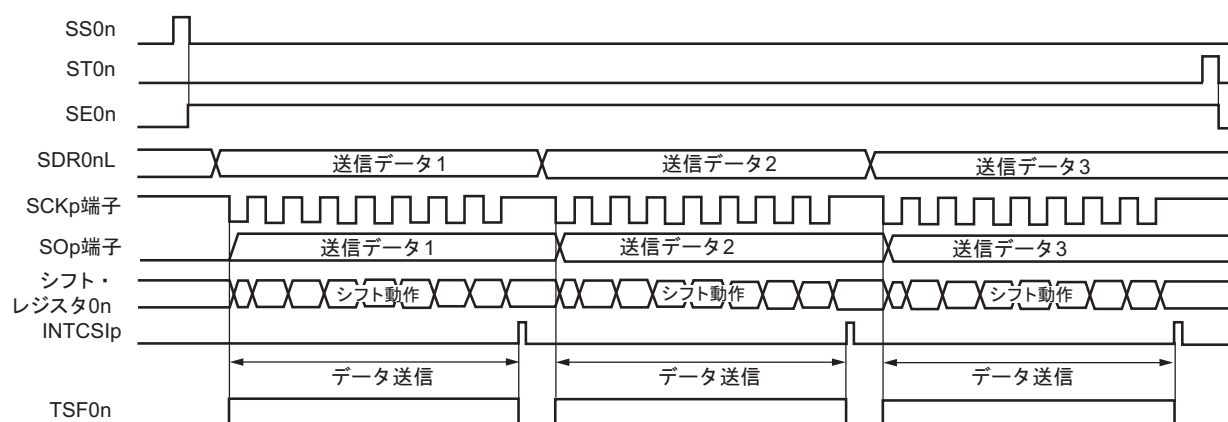 SS0n
ST0n
SE0n
SDR0nL 送信データ1 送信データ2 送信データ3
SCKp端子
SOp端子 送信データ1 送信データ2 送信データ3
シフト・
レジスタ0n シフト動作 シフト動作 シフト動作
INTCSIp
データ送信 データ送信 データ送信
TSF0n